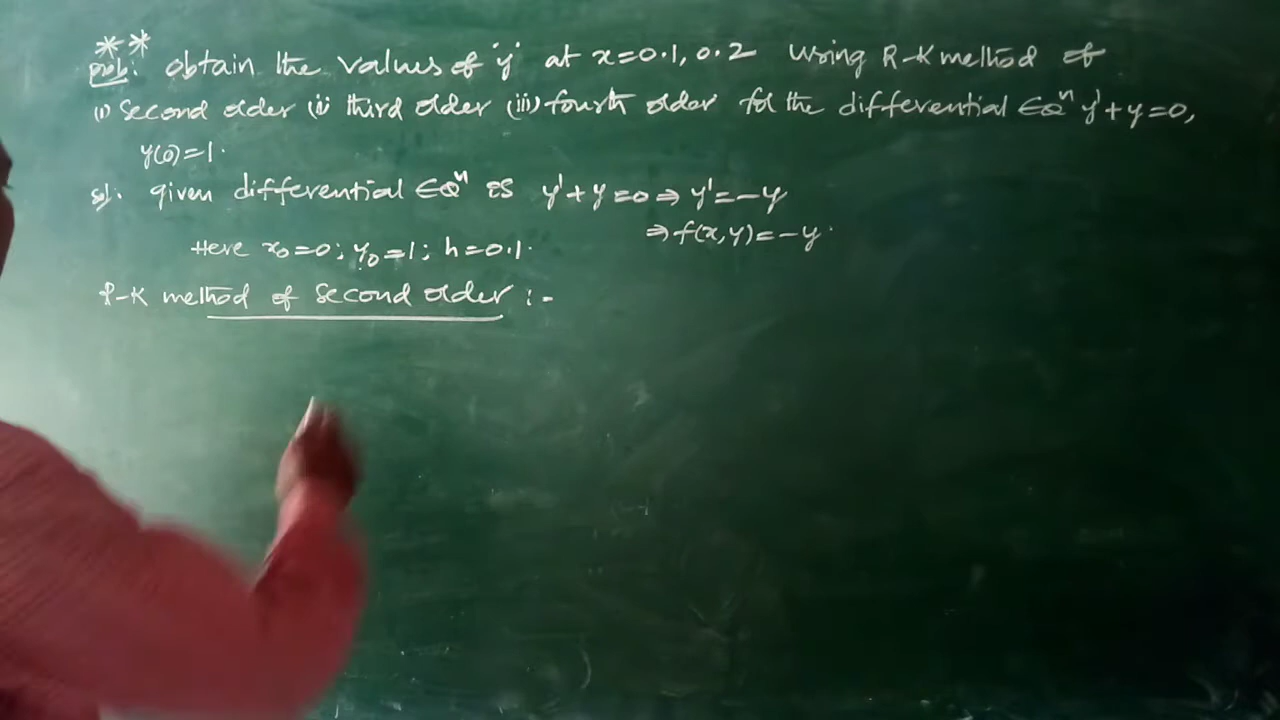 **
prob: obtain the values of 'y' at x=0.1, 0.2 using R-K method of
(i) second order (ii) third order (iii) fourth order for the differential EQⁿ y'+y=0,
y(0)=1.
sol: given differential EQⁿ is y'+y=0 ⇒ y'=-y
⇒ f(x,y)=-y.
Here x₀=0; y₀=1; h=0.1.
R-K method of second order :-